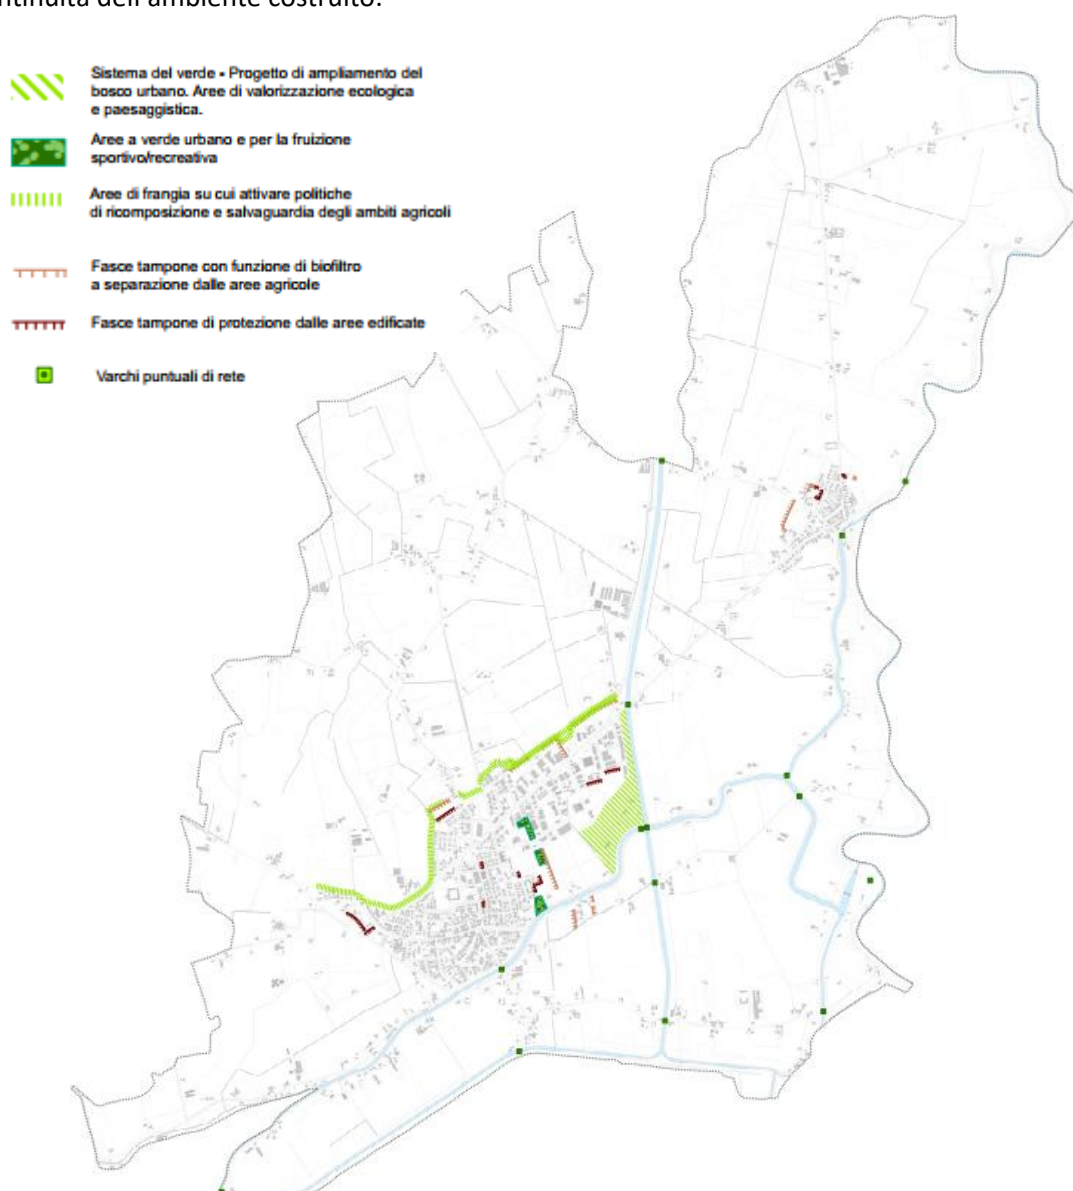 ntinuità dell'ambiente costruito.
Sistema del verde - Progetto di ampliamento del
bosco urbano. Aree di valorizzazione ecologica
e paesaggistica.
Aree a verde urbano e per la fruizione
sportivo/recreativa
Aree di frangia su cui attivare politiche
di ricomposizione e salvaguardia degli ambiti agricoli
Fasce tampone con funzione di biofiltro
a separazione dalle aree agricole
Fasce tampone di protezione dalle aree edificate
Varchi puntuali di rete